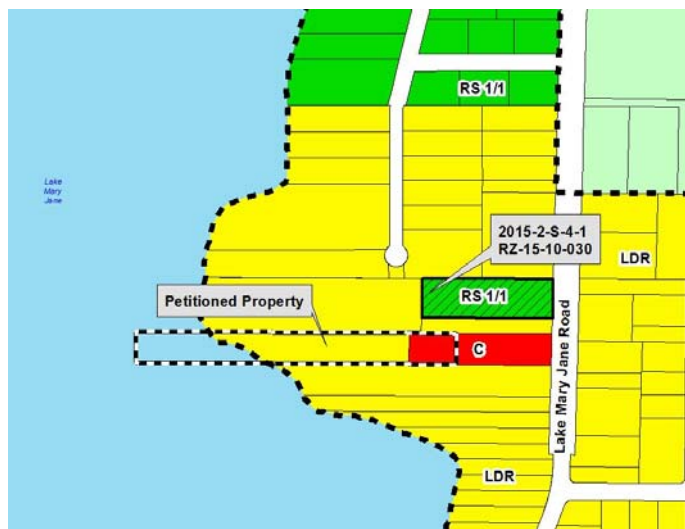 RS 1/1
Lake
Mary
Jane
2015-2-S-4-1
RZ-15-10-030
LDR
Petitioned Property
RS 1/1
C
Lake Mary Jane Road
LDR